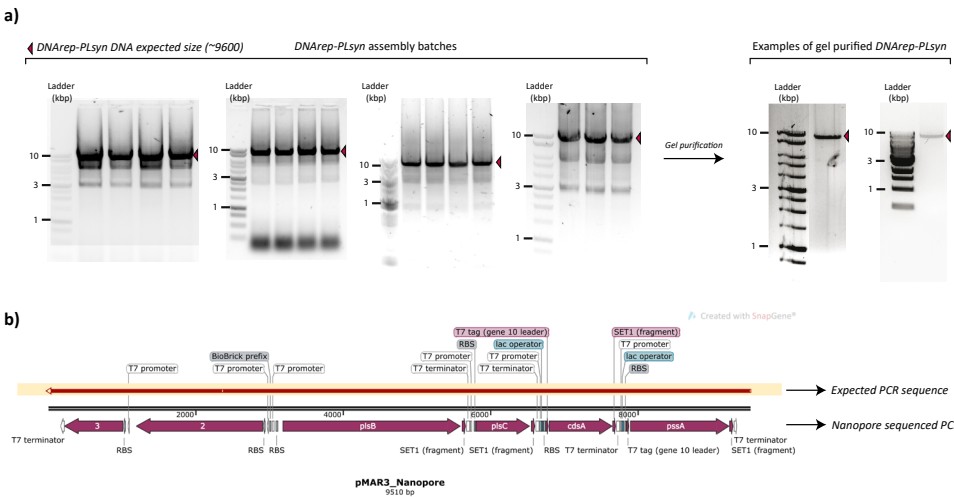 a)
DNArep-PLsyn DNA expected size (~9600)
DNArep-PLsyn assembly batches
Examples of gel purified DNArep-PLsyn
Ladder
(kbp)
10
3
1
Ladder
(kbp)
10
3
1
Ladder
(kbp)
10
3
1
Ladder
(kbp)
10
3
1
Gel purification
Ladder
(kbp)
10
3
1
Ladder
(kbp)
10
3
1
b)
Created with SnapGene®
T7 tag (gene 10 leader)
SET1 (fragment)
RBS
lac operator
T7 promoter
BioBrick prefix
T7 promoter
T7 promoter
lac operator
T7 promoter
T7 promoter
T7 promoter
T7 terminator
T7 terminator
RBS
Expected PCR sequence
2000
4000
6000
8000
3
2
plsB
plsC
cdsA
pssA
Nanopore sequenced PC
T7 terminator
T7 terminator
RBS
RBS
RBS
SET1 (fragment)
SET1 (fragment)
RBS
T7 terminator
T7 tag (gene 10 leader)
SET1 (fragment)
pMAR3_Nanopore
9510 bp